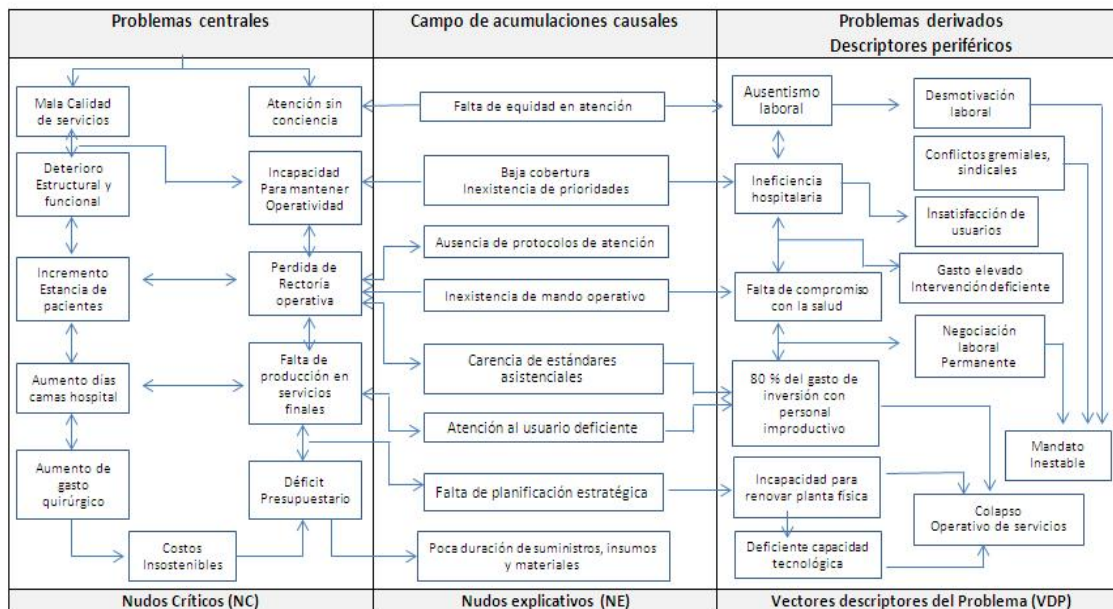 Problemas centrales
Campo de acumulaciones causales
Problemas derivados
Descriptores periféricos
Mala Calidad
de servicios
Atención sin
conciencia
Deterioro
Estructural y
funcional
Incapacidad
Para mantener
Operatividad
Incremento
Estancia de
pacientes
Perdida de
Rectoría
operativa
Aumento días
camas hospital
Falta de
producción en
servicios
finales
Aumento de
gasto
quirúrgico
Déficit
Presupuestario
Costos
Insostenibles
Falta de equidad en atención
Baja cobertura
Inexistencia de prioridades
Ausencia de protocolos de atención
Inexistencia de mando operativo
Carencia de estándares
asistenciales
Atención al usuario deficiente
Falta de planificación estratégica
Poca duración de suministros, insumos
y materiales
Ausentismo
laboral
Desmotivación
laboral
Conflictos gremiales,
sindicales
Ineficiencia
hospitalaria
Insatisfacción de
usuarios
Gasto elevado
Intervención deficiente
Falta de compromiso
con la salud
Negociación
laboral
Permanente
80 % del gasto de
inversión con
personal
improductivo
Mandato
Inestable
Incapacidad para
renovar planta física
Colapso
Operativo de servicios
Deficiente capacidad
tecnológica
Nudos Críticos (NC)
Nudos explicativos (NE)
Vectores descriptores del Problema (VDP)